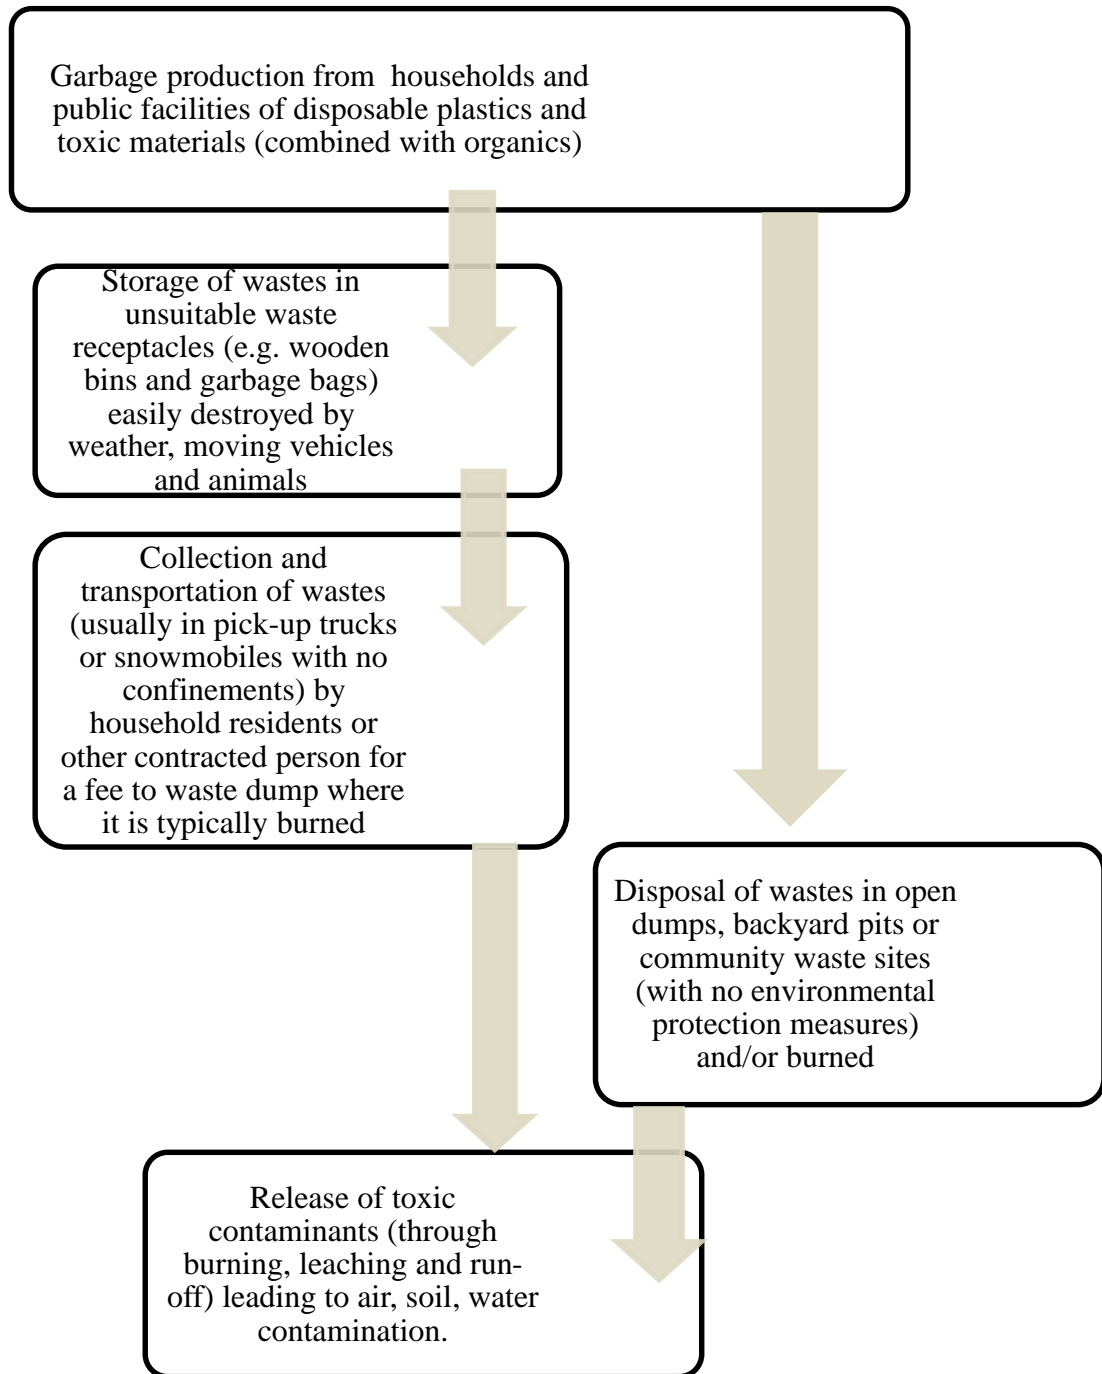 Garbage production from households and
public facilities of disposable plastics and
toxic materials (combined with organics)
Storage of wastes in
unsuitable waste
receptacles (e.g. wooden
bins and garbage bags)
easily destroyed by
weather, moving vehicles
and animals
Collection and
transportation of wastes
(usually in pick-up trucks
or snowmobiles with no
confinements) by
household residents or
other contracted person for
a fee to waste dump where
it is typically burned
Disposal of wastes in open
dumps, backyard pits or
community waste sites
(with no environmental
protection measures)
and/or burned
Release of toxic
contaminants (through
burning, leaching and run-
off) leading to air, soil, water
contamination.